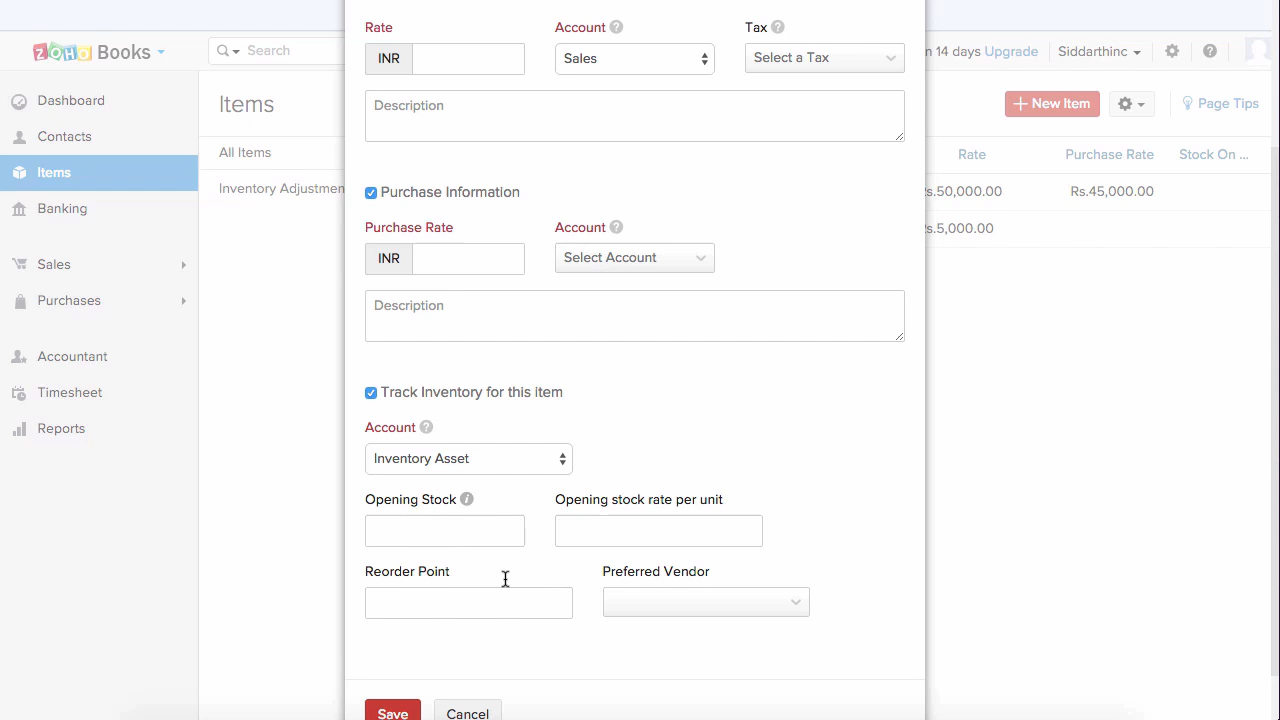 Rate
Account ?
Tax ?
INR
Sales
Select a Tax
Description
Purchase Information
Purchase Rate
Account ?
INR
Select Account
Description
Track Inventory for this item
Account ?
Inventory Asset
Opening Stock i
Opening stock rate per unit
Reorder Point
Preferred Vendor
Save
Cancel
ZOHO Books
Search
n 14 days Upgrade
Siddarthinc
?
Dashboard
Contacts
Items
Banking
Sales
Purchases
Accountant
Timesheet
Reports
Items
+ New Item
Page Tips
All Items
Inventory Adjustmen
Rate
Purchase Rate
Stock On ...
s.50,000.00
Rs.45,000.00
s.5,000.00